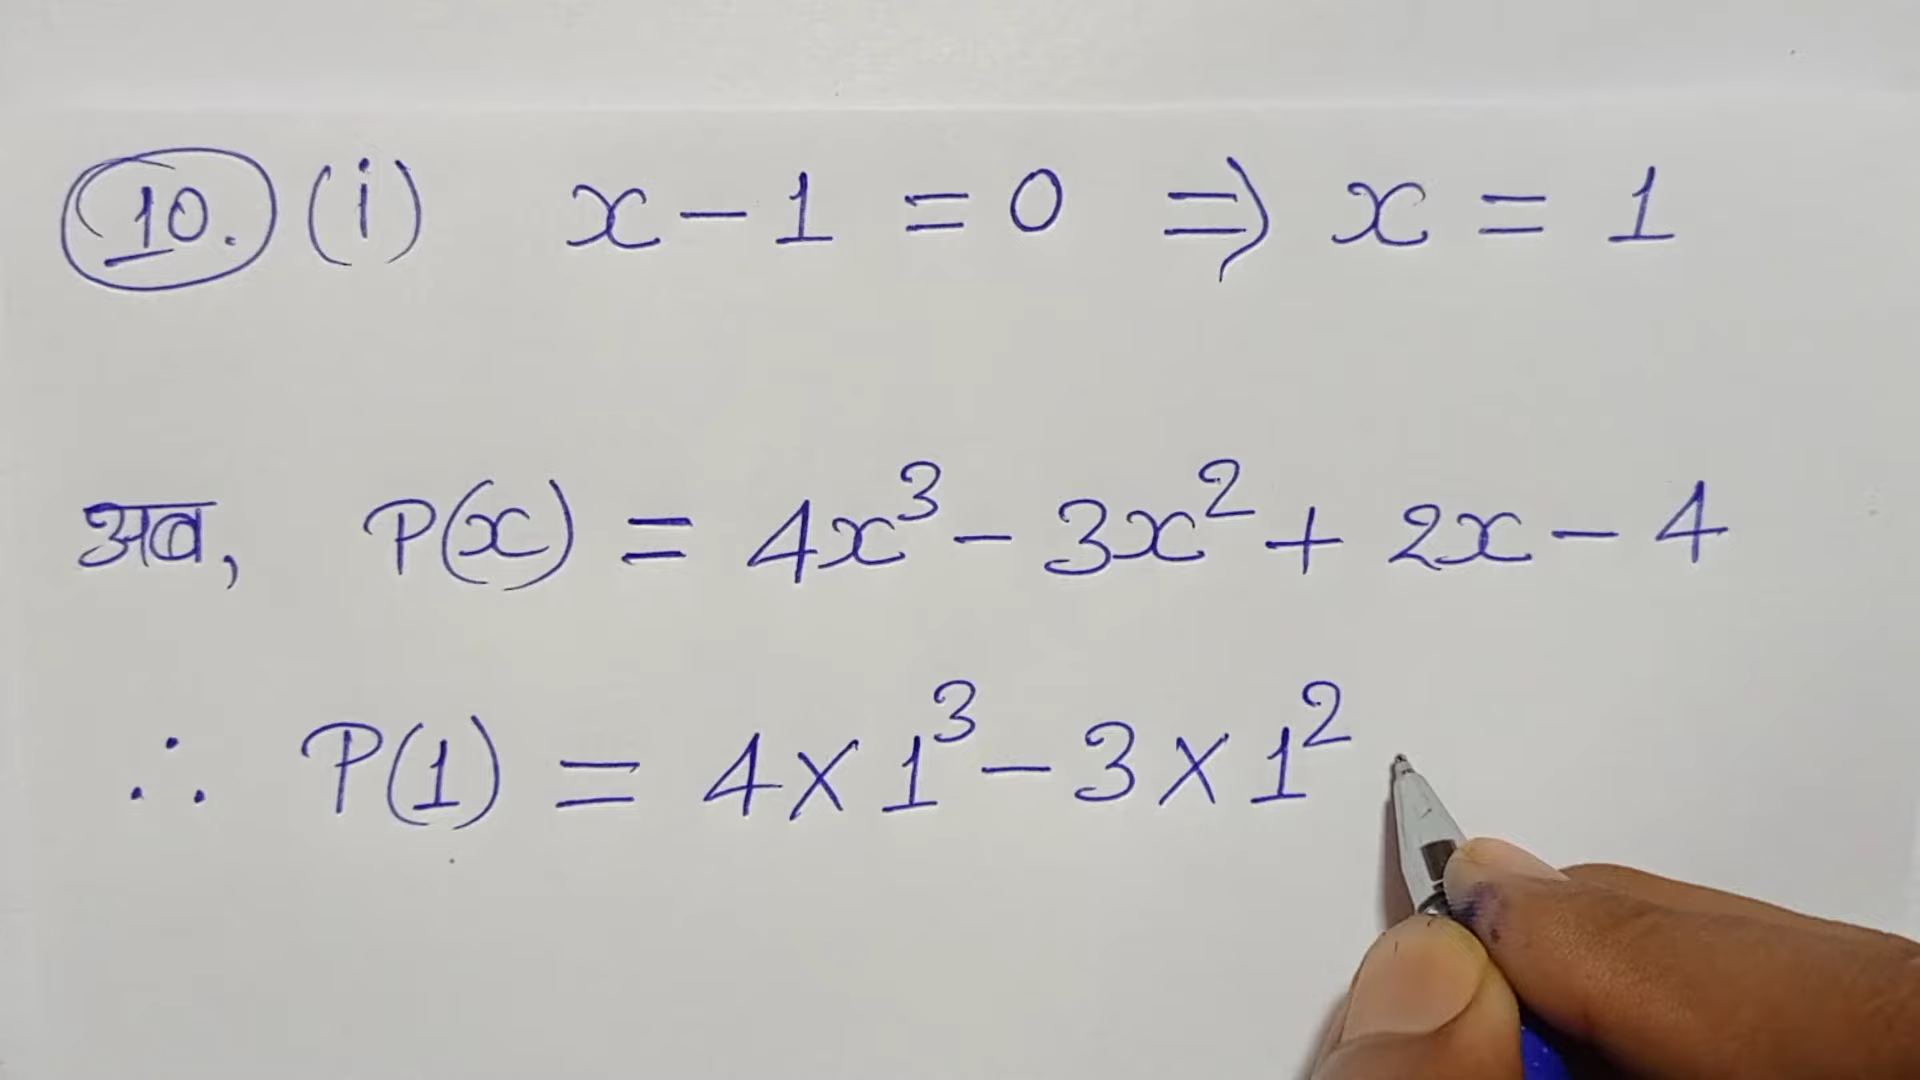 10. (i) x - 1 = 0 ⇒ x = 1
अब, P(x) = 4x³ - 3x² + 2x - 4
∴ P(1) = 4 × 1³ - 3 × 1²